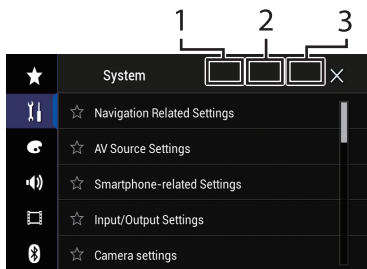 1 2 3
System
Navigation Related Settings
AV Source Settings
Smartphone-related Settings
Input/Output Settings
Camera settings